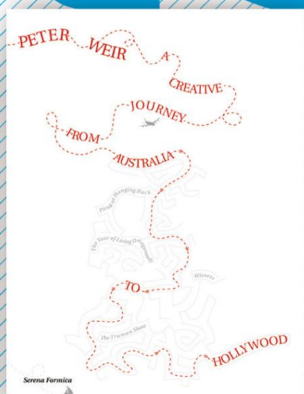 PETER WEIR
A
CREATIVE
JOURNEY
FROM
AUSTRALIA
Picnic at Hanging Rock
The Year of Living Dangerously
Witness
TO
The Truman Show
HOLLYWOOD
Serena Formica